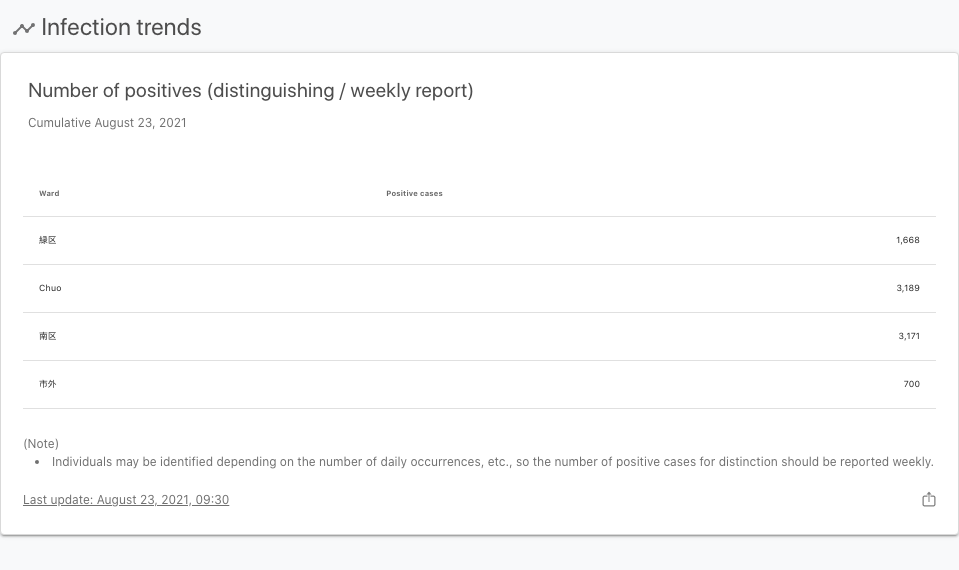 Infection trends
Number of positives (distinguishing / weekly report)
Cumulative August 23, 2021
Ward Positive cases
緑区 1,668
Chuo 3,189
南区 3,171
市外 700
(Note)
• Individuals may be identified depending on the number of daily occurrences, etc., so the number of positive cases for distinction should be reported weekly.
Last update: August 23, 2021, 09:30